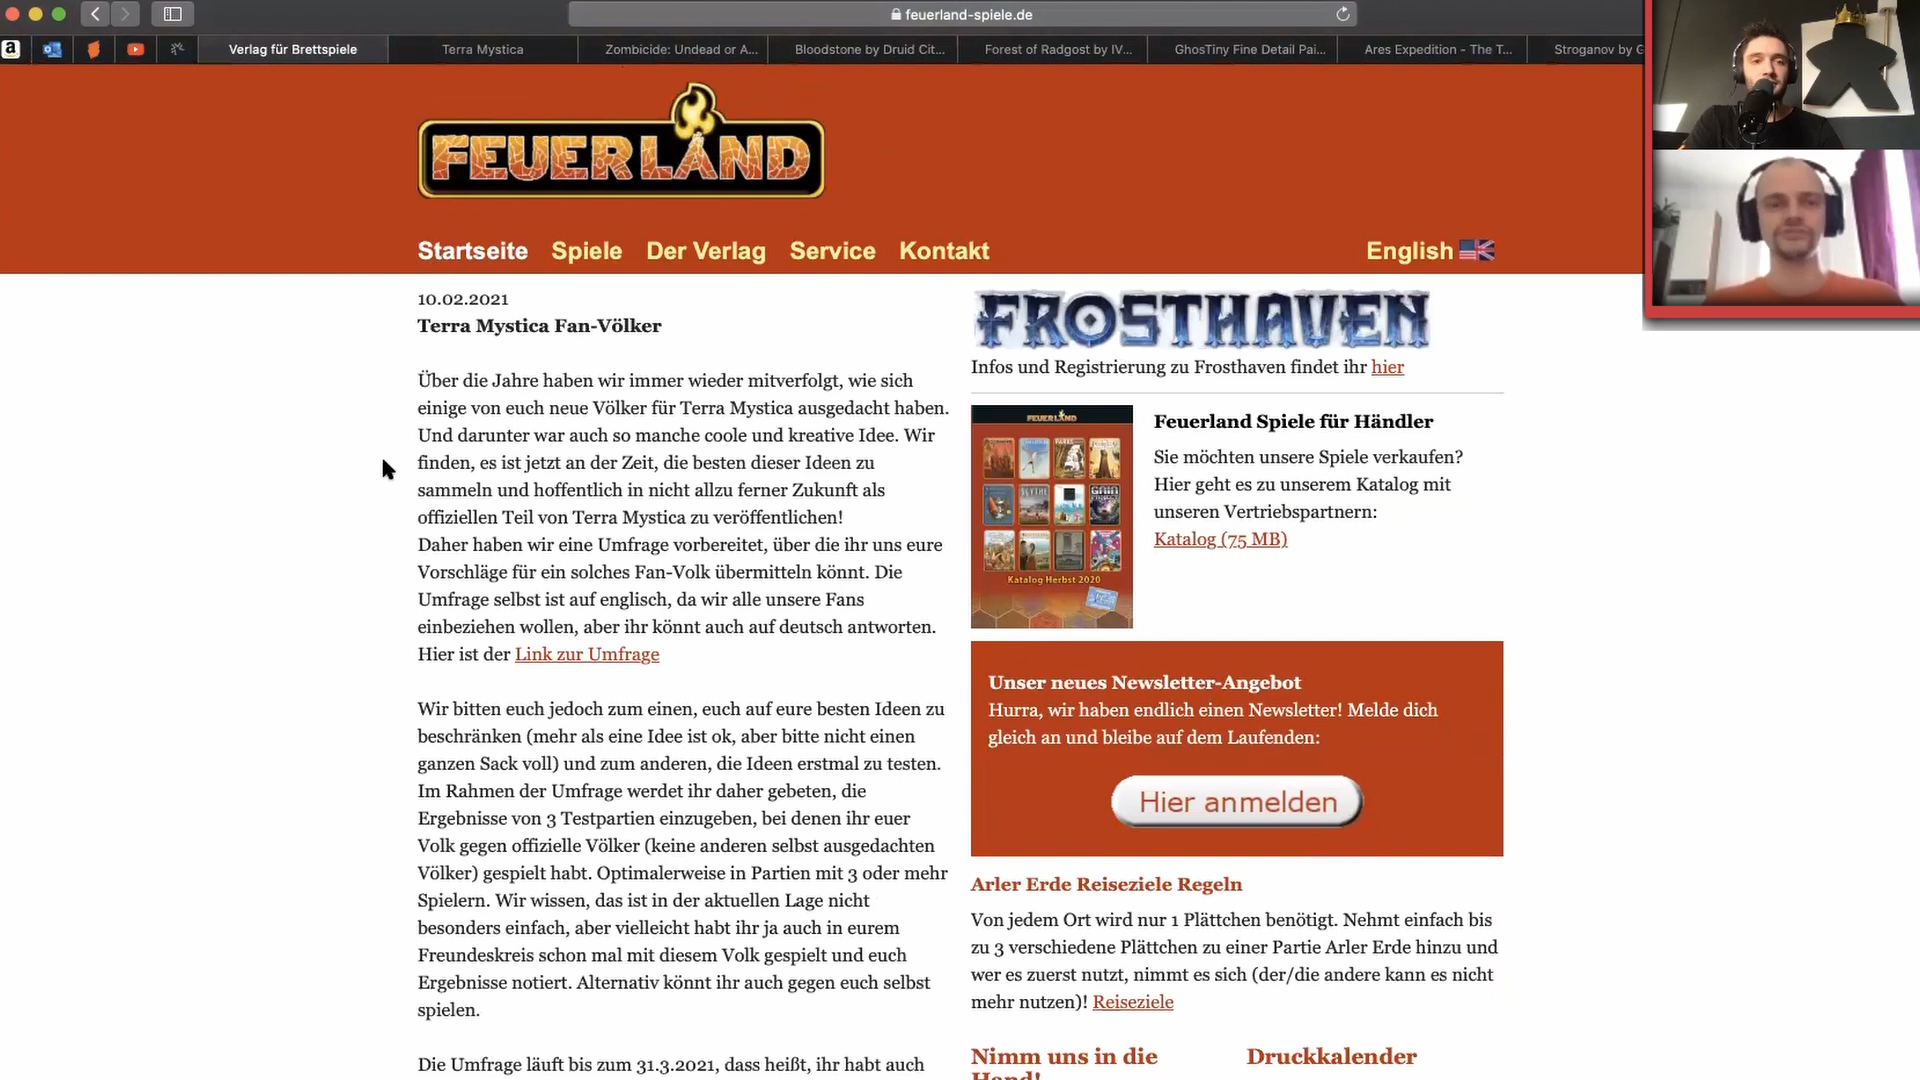 feuerland-spiele.de
Verlag für Brettspiele
Terra Mystica
Zombicide: Undead or A...
Bloodstone by Druid Cit...
Forest of Radgost by IV...
GhosTiny Fine Detail Pai...
Ares Expedition - The T...
Stroganov by G
FEUERLAND
Startseite Spiele Der Verlag Service Kontakt
English
10.02.2021
Terra Mystica Fan-Völker
Über die Jahre haben wir immer wieder mitverfolgt, wie sich
einige von euch neue Völker für Terra Mystica ausgedacht haben.
Und darunter war auch so manche coole und kreative Idee. Wir
finden, es ist jetzt an der Zeit, die besten dieser Ideen zu
sammeln und hoffentlich in nicht allzu ferner Zukunft als
offiziellen Teil von Terra Mystica zu veröffentlichen!
Daher haben wir eine Umfrage vorbereitet, über die ihr uns eure
Vorschläge für ein solches Fan-Volk übermitteln könnt. Die
Umfrage selbst ist auf englisch, da wir alle unsere Fans
einbeziehen wollen, aber ihr könnt auch auf deutsch antworten.
Hier ist der Link zur Umfrage
Wir bitten euch jedoch zum einen, euch auf eure besten Ideen zu
beschränken (mehr als eine Idee ist ok, aber bitte nicht einen
ganzen Sack voll) und zum anderen, die Ideen erstmal zu testen.
Im Rahmen der Umfrage werdet ihr daher gebeten, die
Ergebnisse von 3 Testpartien einzugeben, bei denen ihr euer
Volk gegen offizielle Völker (keine anderen selbst ausgedachten
Völker) gespielt habt. Optimalerweise in Partien mit 3 oder mehr
Spielern. Wir wissen, das ist in der aktuellen Lage nicht
besonders einfach, aber vielleicht habt ihr ja auch in eurem
Freundeskreis schon mal mit diesem Volk gespielt und euch
Ergebnisse notiert. Alternativ könnt ihr auch gegen euch selbst
spielen.
Die Umfrage läuft bis zum 31.3.2021, dass heißt, ihr habt auch
FROSTHAVEN
Infos und Registrierung zu Frosthaven findet ihr hier
FEUERLAND
SCYTHE
GAIA
Katalog Herbst 2020
Feuerland Spiele für Händler
Sie möchten unsere Spiele verkaufen?
Hier geht es zu unserem Katalog mit
unseren Vertriebspartnern:
Katalog (75 MB)
Unser neues Newsletter-Angebot
Hurra, wir haben endlich einen Newsletter! Melde dich
gleich an und bleibe auf dem Laufenden:
Hier anmelden
Arler Erde Reiseziele Regeln
Von jedem Ort wird nur 1 Plättchen benötigt. Nehmt einfach bis
zu 3 verschiedene Plättchen zu einer Partie Arler Erde hinzu und
wer es zuerst nutzt, nimmt es sich (der/die andere kann es nicht
mehr nutzen)! Reiseziele
Nimm uns in die
Hand!
Druckkalender